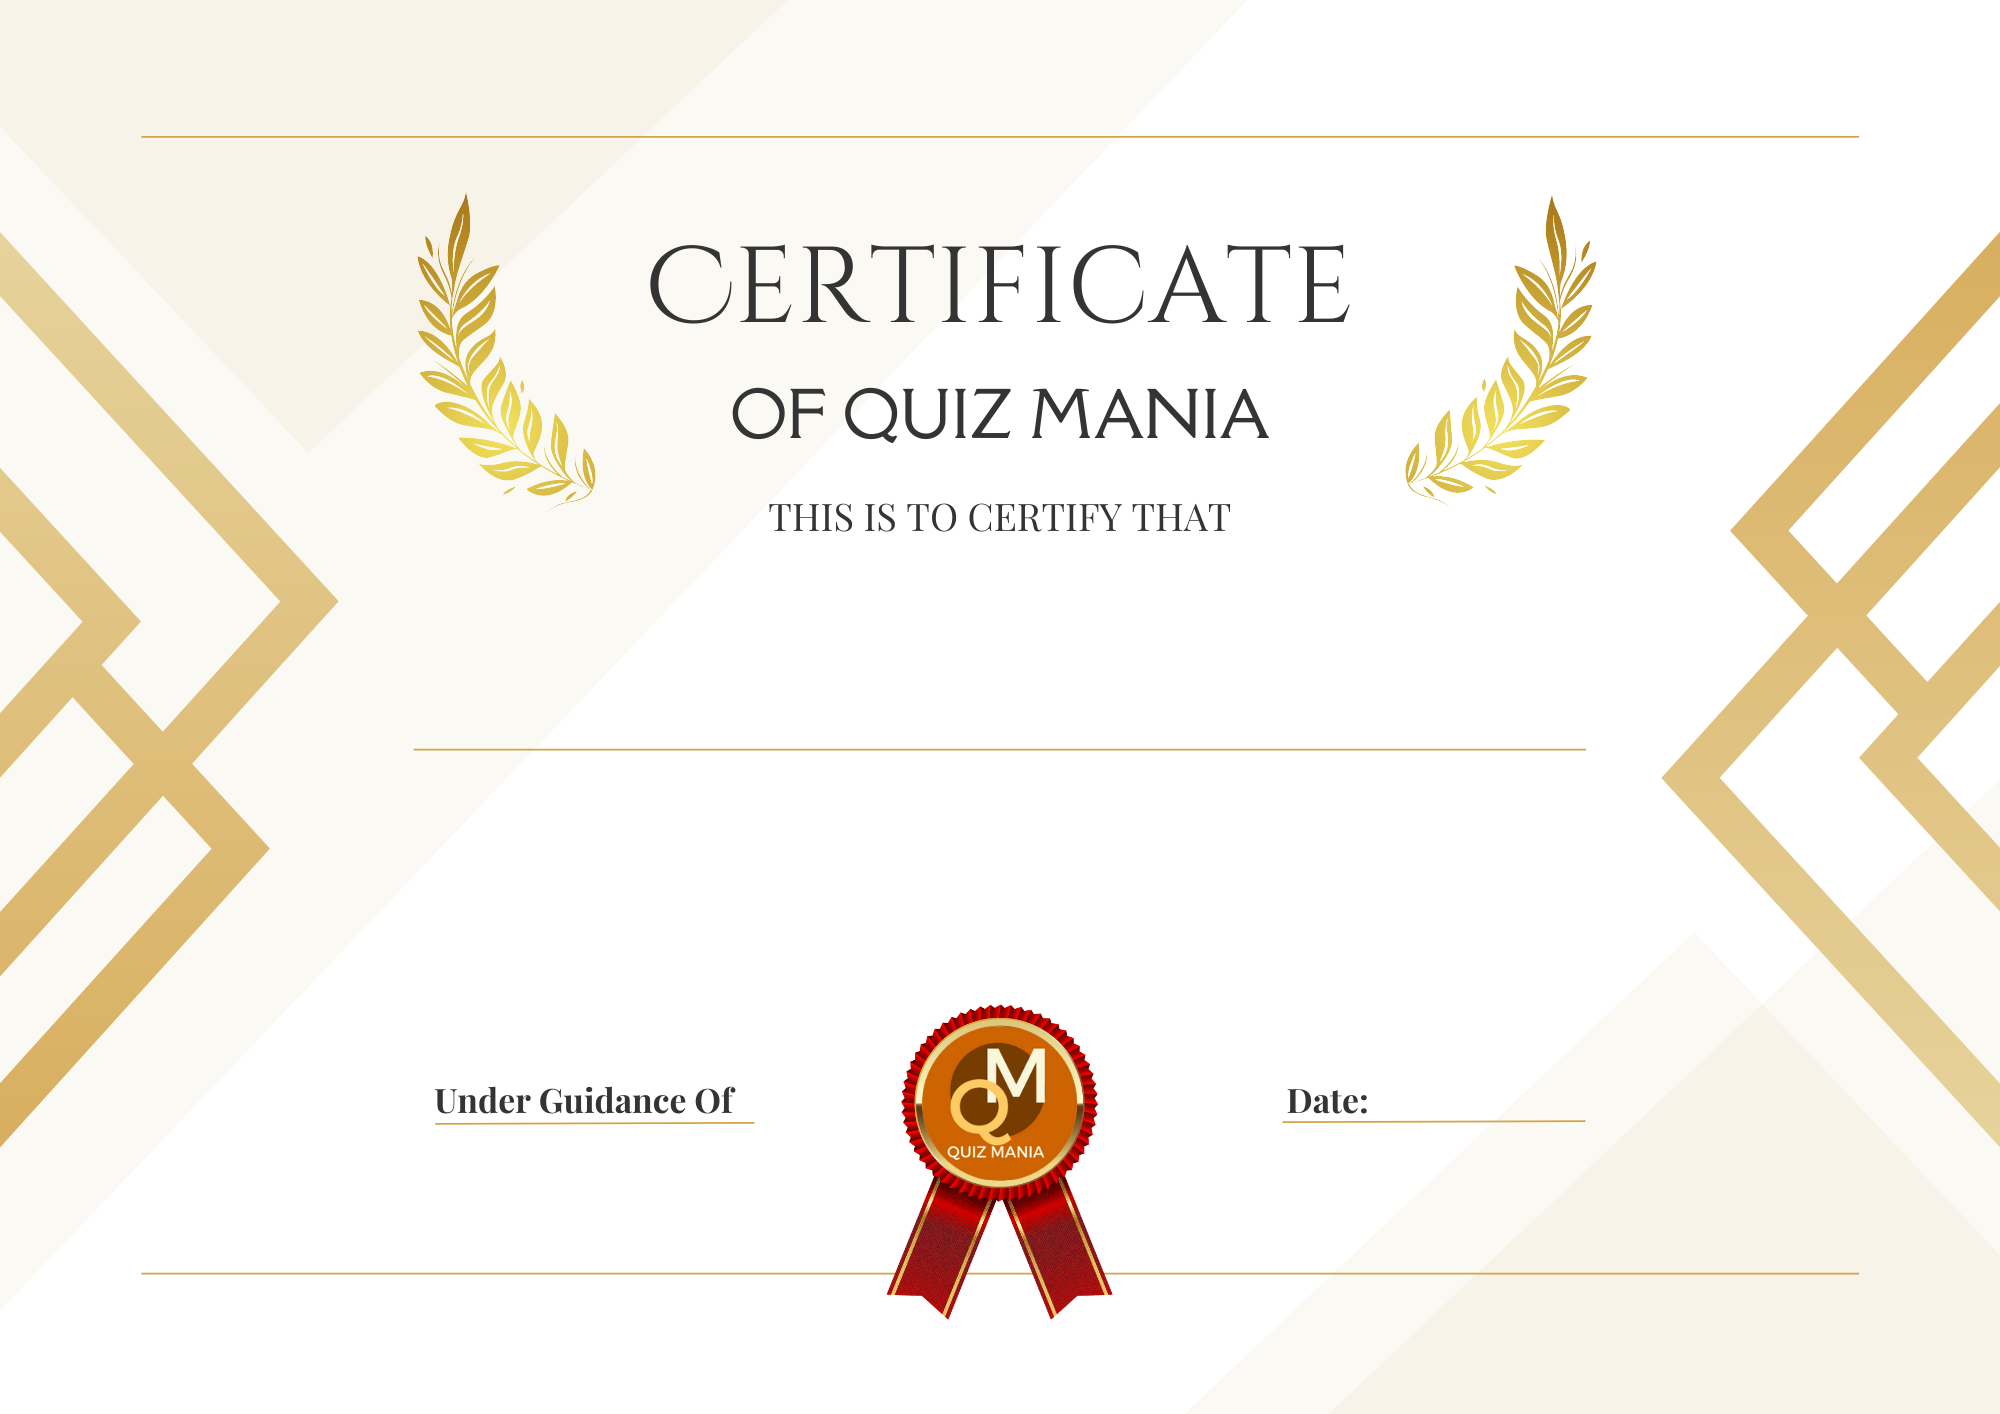 CERTIFICATE
OF QUIZ MANIA
THIS IS TO CERTIFY THAT
Under Guidance Of
QM
QUIZ MANIA
Date: